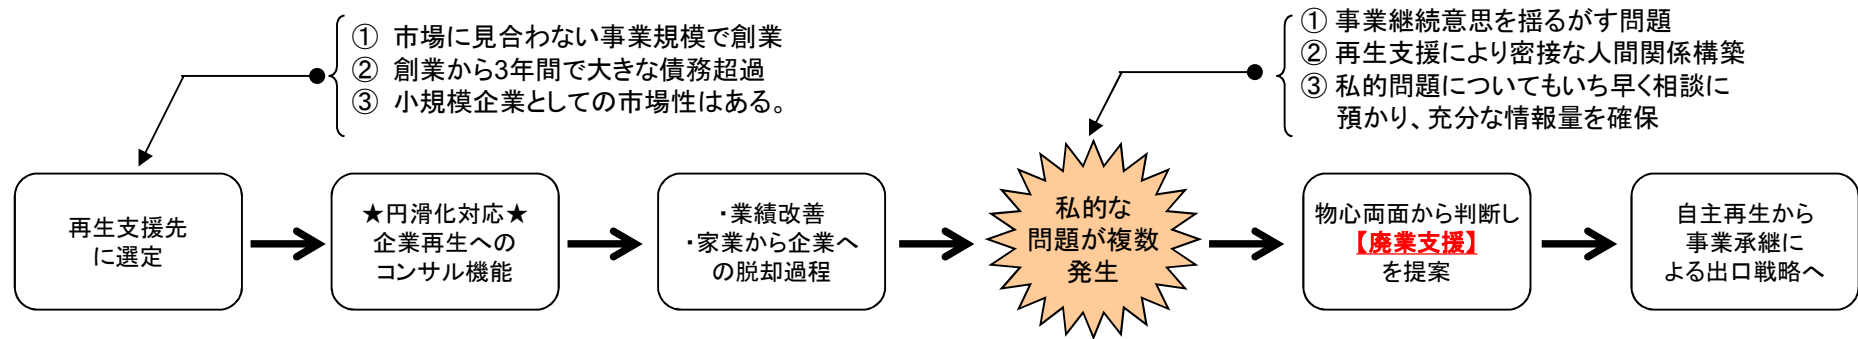 ① 市場に見合わない事業規模で創業
② 創業から3年間で大きな債務超過
③ 小規模企業としての市場性はある。
① 事業継続意思を揺るがす問題
② 再生支援により密接な人間関係構築
③ 私的問題についてもいち早く相談に
預かり、充分な情報量を確保
再生支援先
に選定
★円滑化対応★
企業再生への
コンサル機能
・業績改善
・家業から企業へ
の脱却過程
私的な
問題が複数
発生
物心両面から判断し
【廃業支援】
を提案
自主再生から
事業承継に
よる出口戦略へ